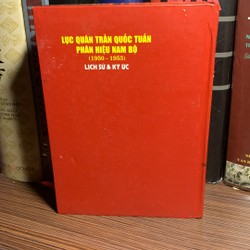 LỤC QUÂN TRẦN QUỐC TUẤN
PHÂN HIỆU NAM BỘ
(1950 - 1953)
LỊCH SỬ & KÝ ỨC